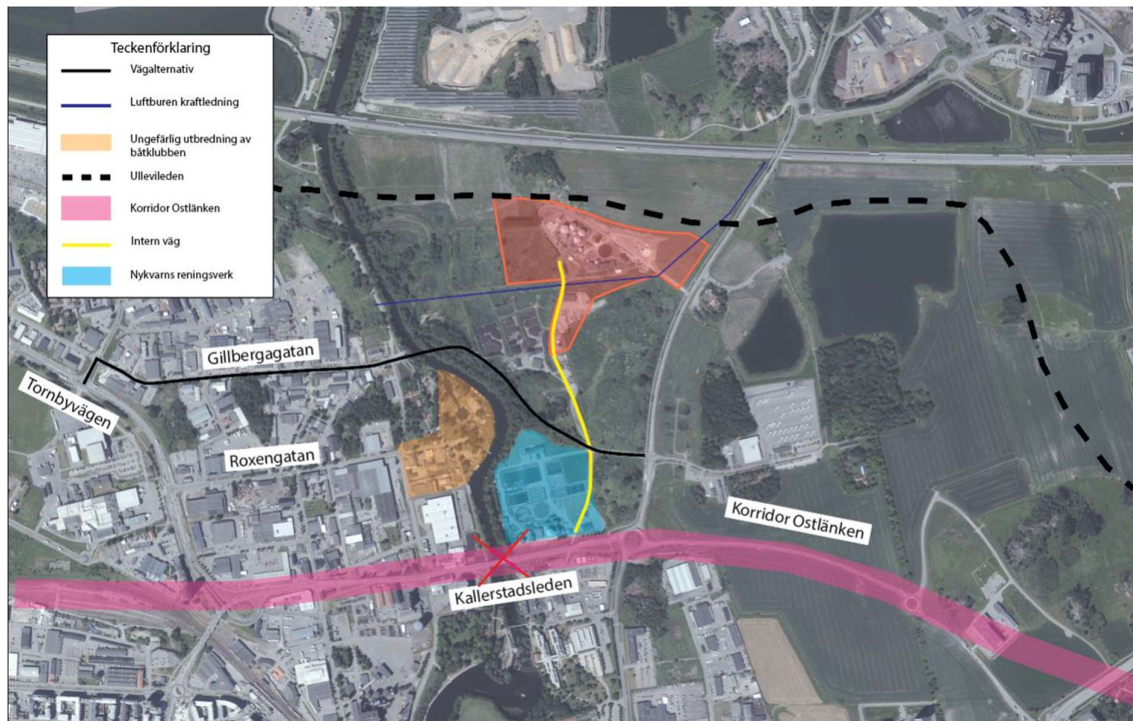 Teckenförklaring
Vägalternativ
Luftburen kraftledning
Ungefärlig utbredning av
båtklubben
Ullevileden
Korridor Ostlänken
Intern väg
Nykvarns reningsverk
Gillbergagatan
Tornbyvägen
Roxengatan
Korridor Ostlänken
Kallerstadsleden